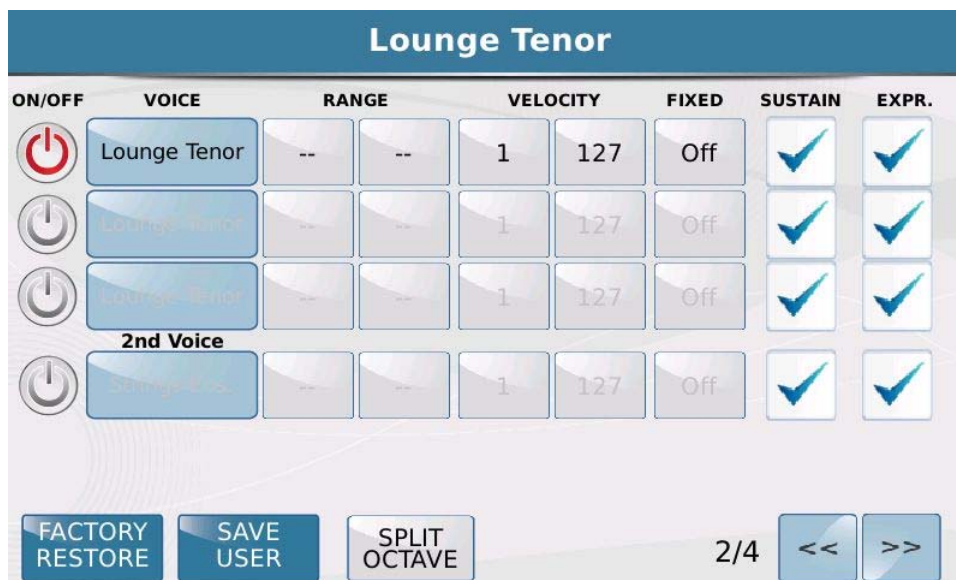 Lounge Tenor
ON/OFF VOICE RANGE VELOCITY FIXED SUSTAIN EXPR.
Lounge Tenor -- -- 1 127 Off
Lounge Tenor -- -- 1 127 Off
Lounge Tenor -- -- 1 127 Off
2nd Voice
-- -- 1 127 Off
FACTORY RESTORE SAVE USER SPLIT OCTAVE 2/4 << >>